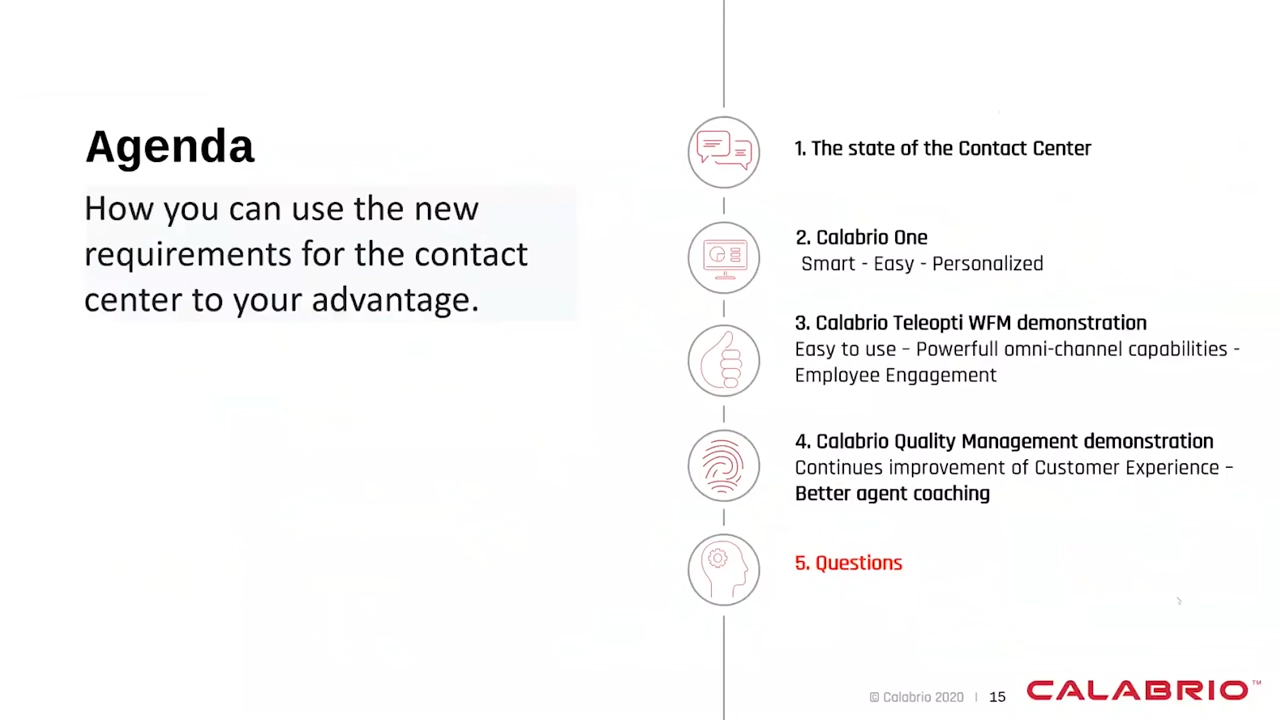 Agenda
How you can use the new
requirements for the contact
center to your advantage.
1. The state of the Contact Center
2. Calabrio One
Smart - Easy - Personalized
3. Calabrio Teleopti WFM demonstration
Easy to use – Powerfull omni-channel capabilities -
Employee Engagement
4. Calabrio Quality Management demonstration
Continues improvement of Customer Experience –
Better agent coaching
5. Questions
© Calabrio 2020 | 15
CALABRIO™